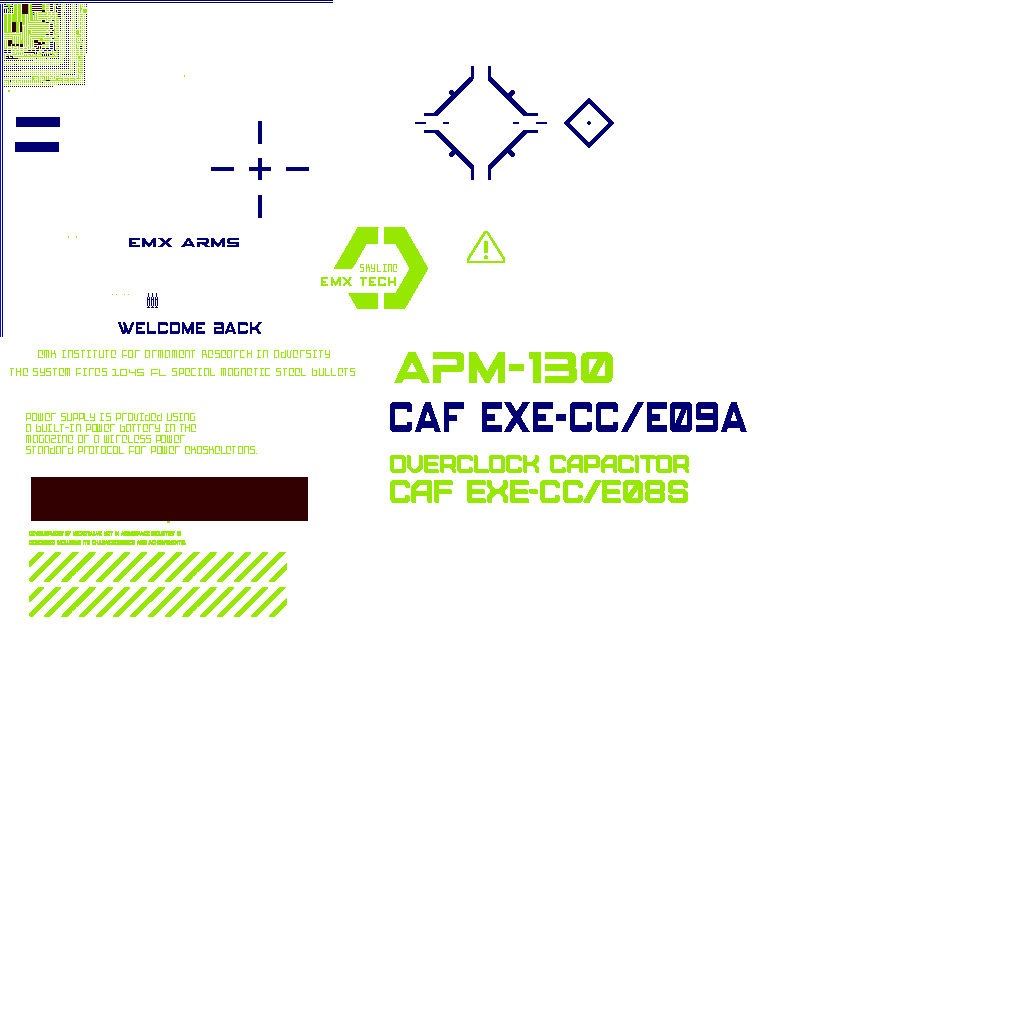 EMX ARMS
SKYLINE
EMX TECH
WELCOME BACK
EMX INSTITUTE FOR ARMAMENT RESEARCH IN ADVERSITY
THE SYSTEM FIRES 1045 FL SPECIAL MAGNETIC STEEL BULLETS
APM-130
CAF EXE-CC/E09A
POWER SUPPLY IS PROVIDED USING
A BUILT-IN POWER BATTERY IN THE
MAGAZINE OR A WIRELESS POWER
STANDARD PROTOCOL FOR POWER EXOSKELETONS.
OVERCLOCK CAPACITOR
CAF EXE-CC/E08S